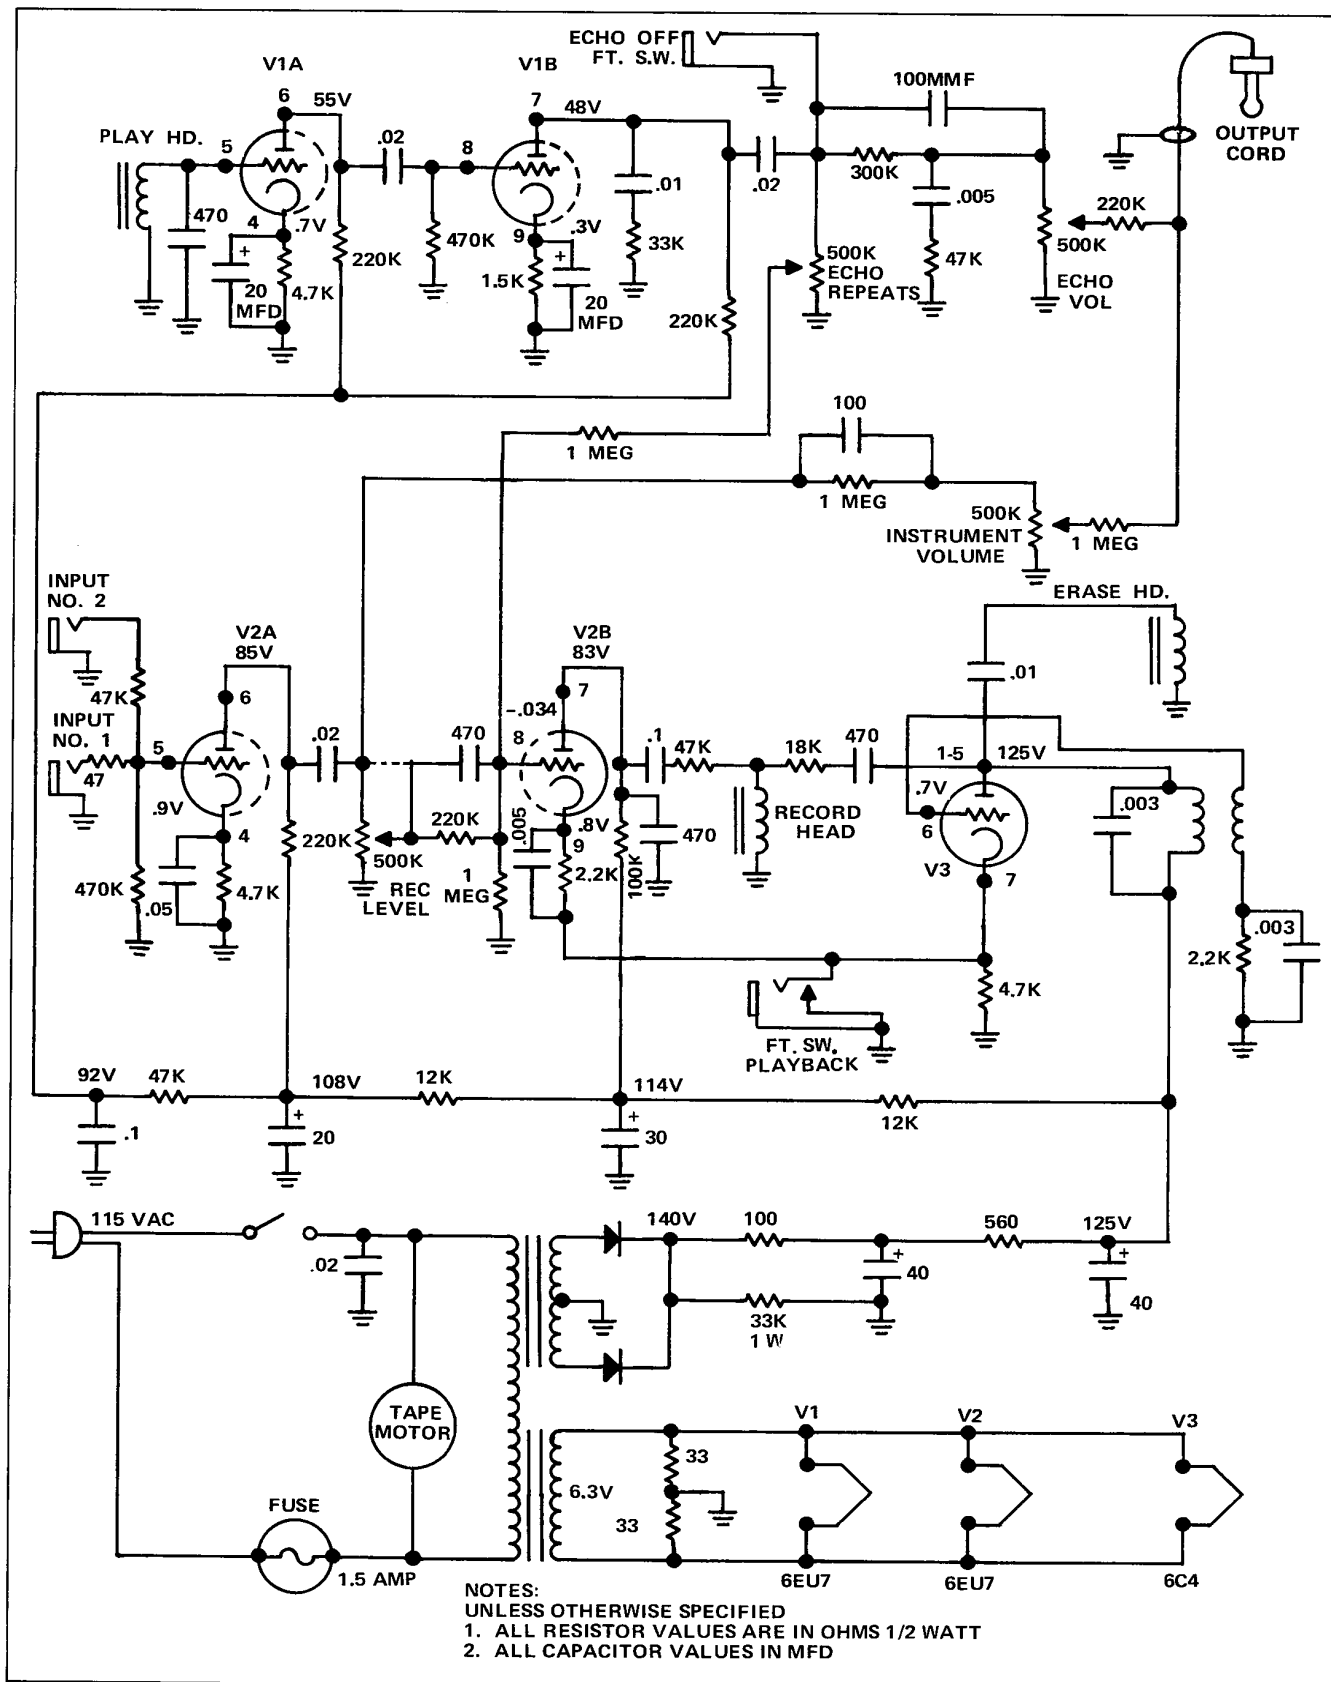 ECHO OFF
FT. S.W.
V1A
V1B
6
55V
7
48V
100MMF
OUTPUT
CORD
PLAY HD.
5
.02
8
.01
.02
300K
.005
220K
470
4
.7V
+
20
MFD
4.7K
220K
470K
9
.3V
+
1.5K
20
MFD
33K
220K
500K
ECHO
REPEATS
47K
500K
ECHO
VOL
1 MEG
100
1 MEG
500K
INSTRUMENT
VOLUME
1 MEG
INPUT
NO. 2
V2A
85V
V2B
83V
ERASE HD.
6
7
.01
47K
INPUT
NO. 1
47
5
.02
470
-.034
8
.1
47K
18K
470
1-5
125V
.9V
4
.05
4.7K
470K
220K
500K
REC
LEVEL
220K
1
MEG
.005
.8V
9
2.2K
100K
470
RECORD
HEAD
.7V
6
V3
7
.003
.003
2.2K
4.7K
FT. SW.
PLAYBACK
92V
47K
108V
12K
114V
12K
.1
+
20
+
30
115 VAC
.02
140V
100
560
125V
+
40
+
40
33K
1 W
TAPE
MOTOR
FUSE
1.5 AMP
6.3V
33
33
V1
V2
V3
6EU7
6EU7
6C4
NOTES:
UNLESS OTHERWISE SPECIFIED
1. ALL RESISTOR VALUES ARE IN OHMS 1/2 WATT
2. ALL CAPACITOR VALUES IN MFD